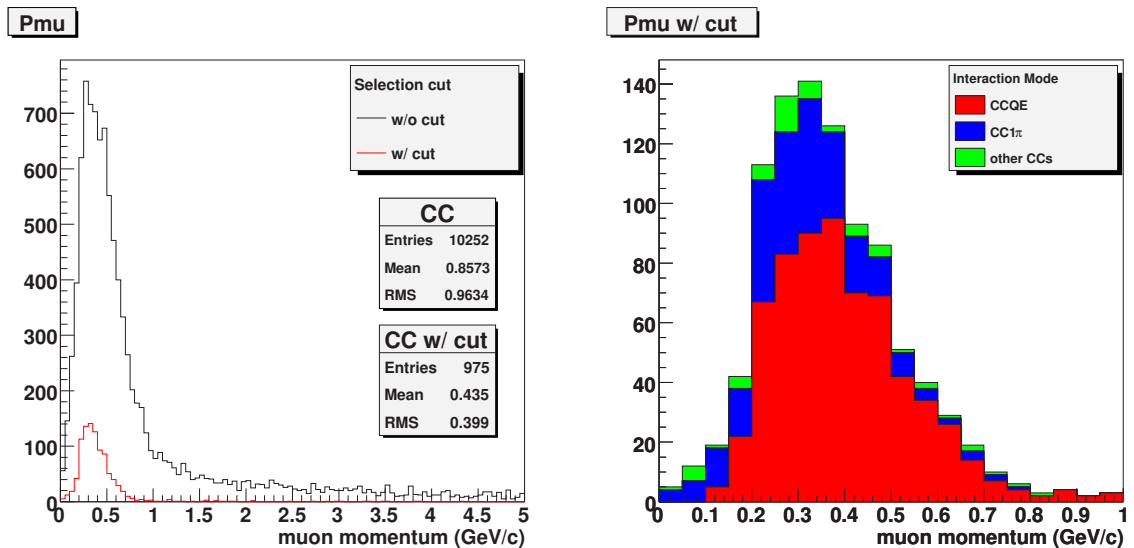 Pmu
Selection cut
w/o cut
w/ cut
CC
Entries 10252
Mean 0.8573
RMS 0.9634
CC w/ cut
Entries 975
Mean 0.435
RMS 0.399
700
600
500
400
300
200
100
0
0 0.5 1 1.5 2 2.5 3 3.5 4 4.5 5
muon momentum (GeV/c)
Pmu w/ cut
Interaction Mode
CCQE
CC1π
other CCs
140
120
100
80
60
40
20
0
0 0.1 0.2 0.3 0.4 0.5 0.6 0.7 0.8 0.9 1
muon momentum (GeV/c)